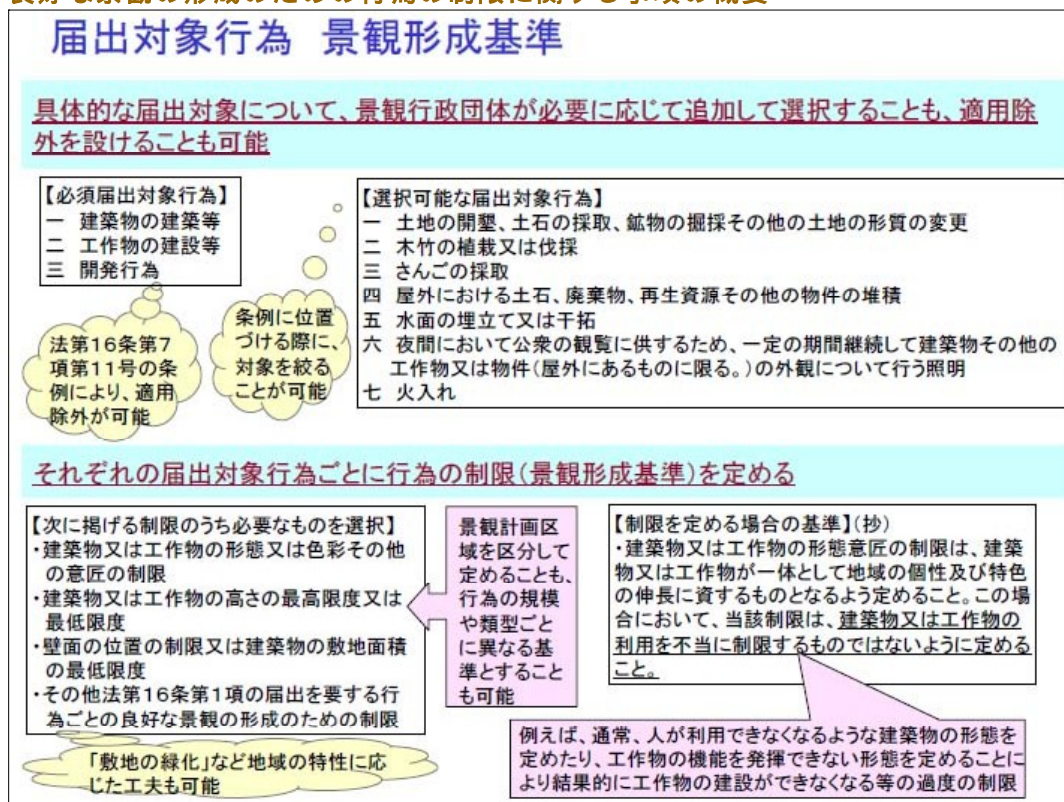 良好な景観の形成のための行為の制限に関する事項の概要
届出対象行為 景観形成基準
具体的な届出対象について、景観行政団体が必要に応じて追加して選択することも、適用除
外を設けることも可能
【必須届出対象行為】
一 建築物の建築等
二 工作物の建設等
三 開発行為
法第16条第7
項第11号の条
例により、適用
除外が可能
条例に位置
づける際に、
対象を絞る
ことが可能
【選択可能な届出対象行為】
一 土地の開墾、土石の採取、鉱物の掘採その他の土地の形質の変更
二 木竹の植栽又は伐採
三 さんごの採取
四 屋外における土石、廃棄物、再生資源その他の物件の堆積
五 水面の埋立て又は干拓
六 夜間において公衆の観覧に供するため、一定の期間継続して建築物その他の
工作物又は物件(屋外にあるものに限る。)の外観について行う照明
七 火入れ
それぞれの届出対象行為ごとに行為の制限(景観形成基準)を定める
【次に掲げる制限のうち必要なものを選択】
・建築物又は工作物の形態又は色彩その他
の意匠の制限
・建築物又は工作物の高さの最高限度又は
最低限度
・壁面の位置の制限又は建築物の敷地面積
の最低限度
・その他法第16条第1項の届出を要する行
為ごとの良好な景観の形成のための制限
「敷地の緑化」など地域の特性に応
じた工夫も可能
景観計画区
域を区分して
定めることも、
行為の規模
や類型ごと
に異なる基
準とすること
も可能
【制限を定める場合の基準】(抄)
・建築物又は工作物の形態意匠の制限は、建築
物又は工作物が一体として地域の個性及び特色
の伸長に資するものとなるよう定めること。この場
合において、当該制限は、建築物又は工作物の
利用を不当に制限するものではないように定める
こと。
例えば、通常、人が利用できなくなるような建築物の形態を
定めたり、工作物の機能を発揮できない形態を定めることに
より結果的に工作物の建設ができなくなる等の過度の制限